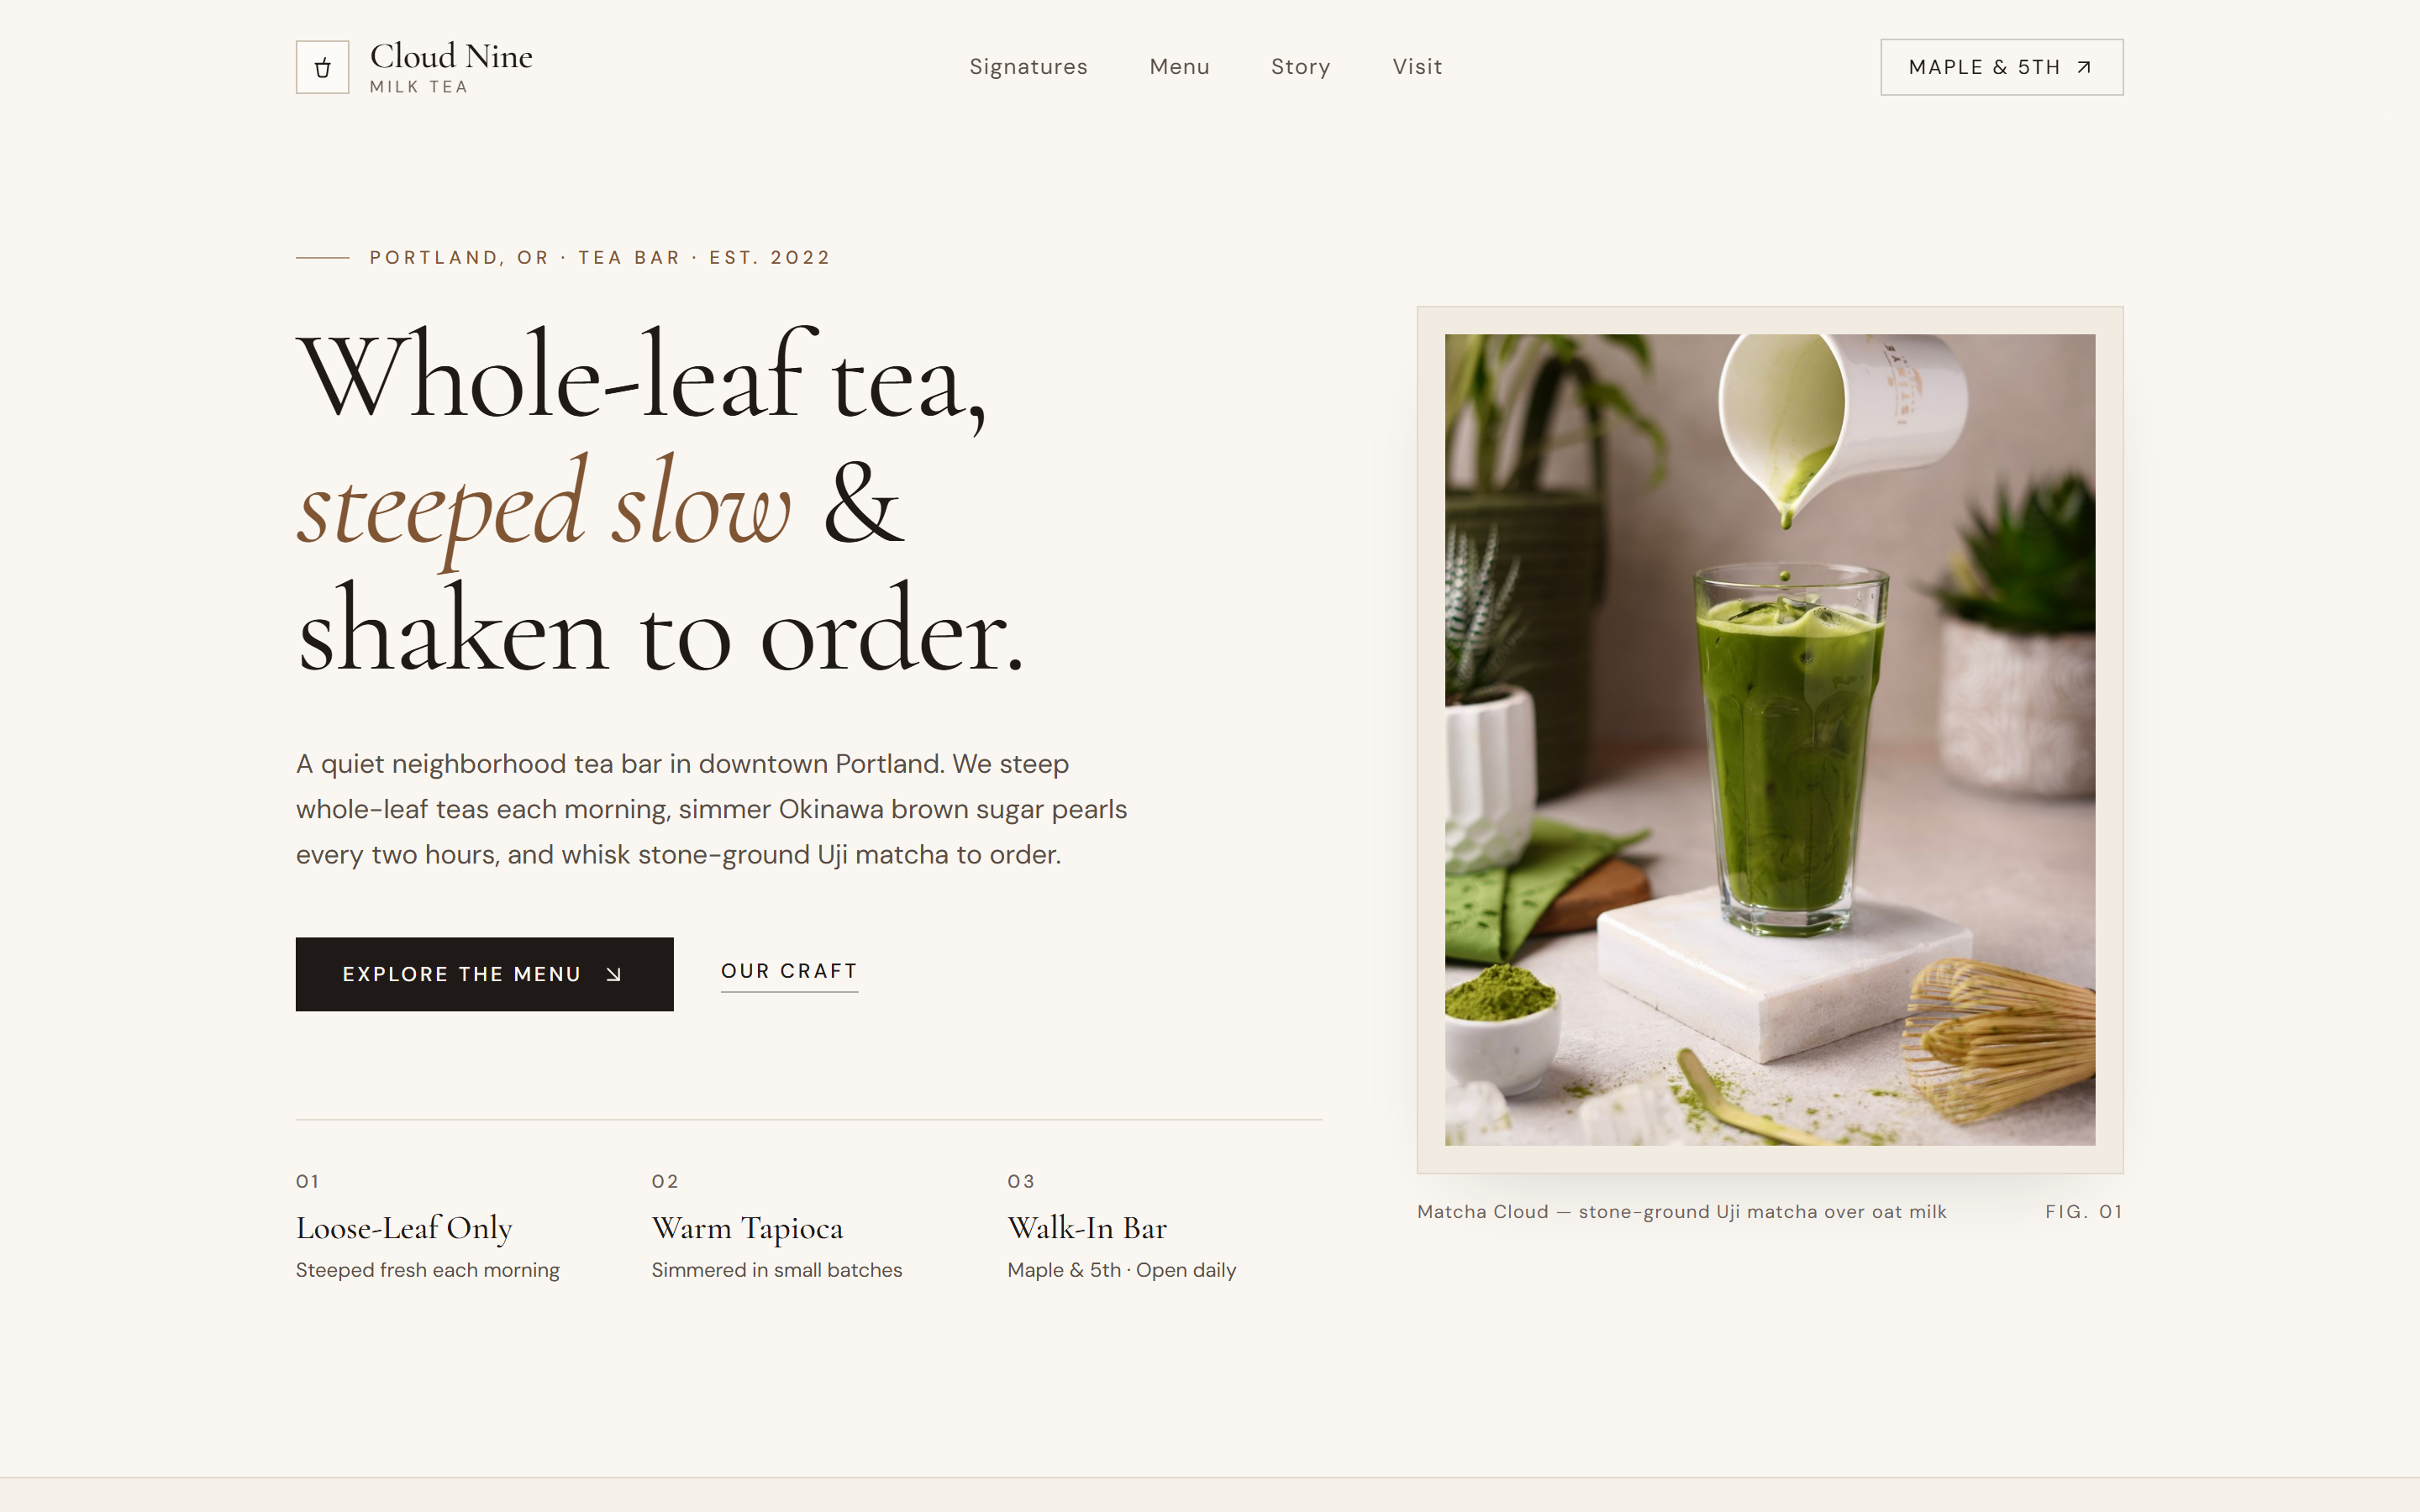 Cloud Nine
MILK TEA
Signatures
Menu
Story
Visit
MAPLE & 5TH
PORTLAND, OR · TEA BAR · EST. 2022
Whole-leaf tea,
steeped slow &
shaken to order.
A quiet neighborhood tea bar in downtown Portland. We steep
whole-leaf teas each morning, simmer Okinawa brown sugar pearls
every two hours, and whisk stone-ground Uji matcha to order.
EXPLORE THE MENU
OUR CRAFT
01
Loose-Leaf Only
Steeped fresh each morning
02
Warm Tapioca
Simmered in small batches
03
Walk-In Bar
Maple & 5th · Open daily
Matcha Cloud — stone-ground Uji matcha over oat milk
FIG. 01